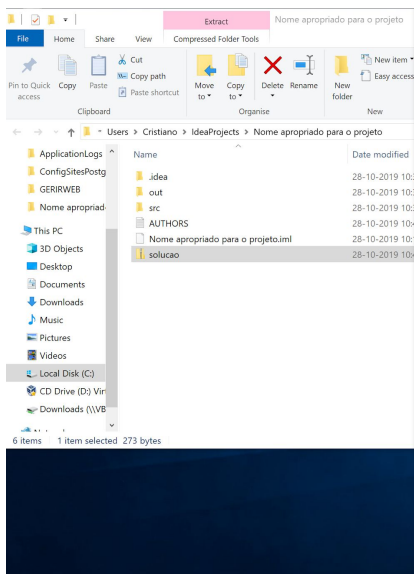 Extract
Nome apropriado para o projeto
File
Home
Share
View
Compressed Folder Tools
Pin to Quick
access
Copy
Paste
Cut
Copy path
Paste shortcut
Move
to
Copy
to
Delete
Rename
New
folder
New item
Easy access
Clipboard
Organise
New
Users > Cristiano > IdeaProjects > Nome apropriado para o projeto
ApplicationLogs
ConfigSitesPostg
GERIRWEB
Nome apropriad
This PC
3D Objects
Desktop
Documents
Downloads
Music
Pictures
Videos
Local Disk (C:)
CD Drive (D:) Virt
Downloads (\\VB
Name
Date modified
.idea
28-10-2019 10:
out
28-10-2019 10:
src
28-10-2019 10:
AUTHORS
28-10-2019 10:
Nome apropriado para o projeto.iml
28-10-2019 10:
solucao
28-10-2019 10:
6 items
1 item selected 273 bytes